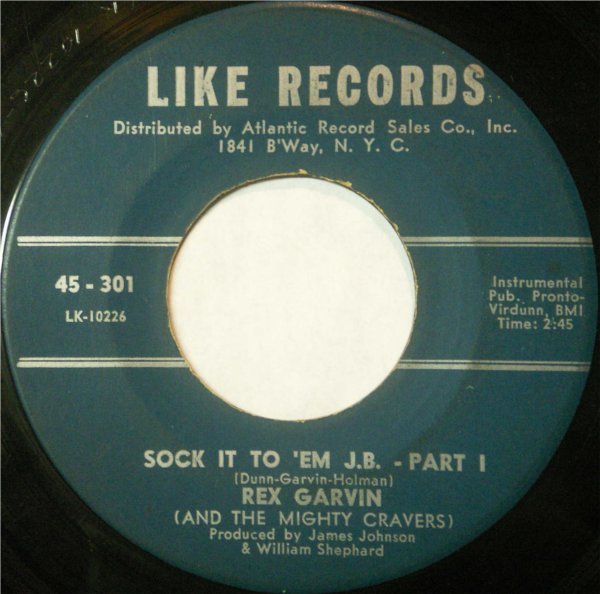 LIKE RECORDS
Distributed by Atlantic Record Sales Co., Inc.
1841 B'Way, N. Y. C.
45 - 301
LK-10226
Instrumental
Pub. Pronto-
Virdunn, BMI
Time: 2:45
SOCK IT TO 'EM J.B. - PART I
(Dunn-Garvin-Holman)
REX GARVIN
(AND THE MIGHTY CRAVERS)
Produced by James Johnson
& William Shephard